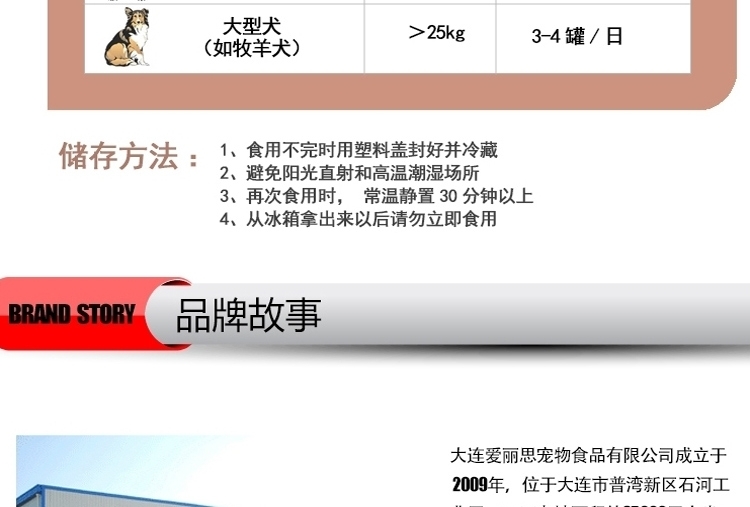 大型犬
（如牧羊犬）
＞25kg
3-4 罐 / 日
储存方法：
1、食用不完时用塑料盖封好并冷藏
2、避免阳光直射和高温潮湿场所
3、再次食用时， 常温静置 30 分钟以上
4、从冰箱拿出来以后请勿立即食用
BRAND STORY
品牌故事
大连爱丽思宠物食品有限公司成立于
2009年，位于大连市普湾新区石河工